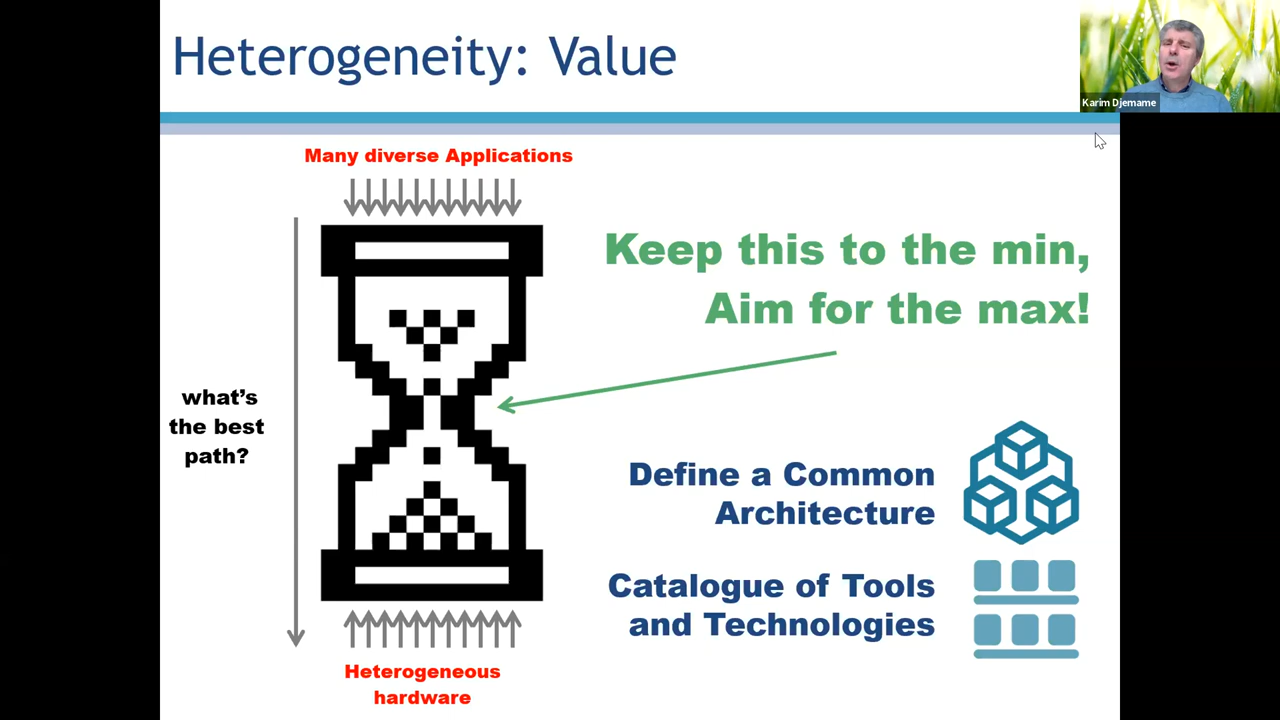 Heterogeneity: Value
Karim Djemame
Many diverse Applications
Keep this to the min,
Aim for the max!
what's
the best
path?
Define a Common
Architecture
Catalogue of Tools
and Technologies
Heterogeneous
hardware